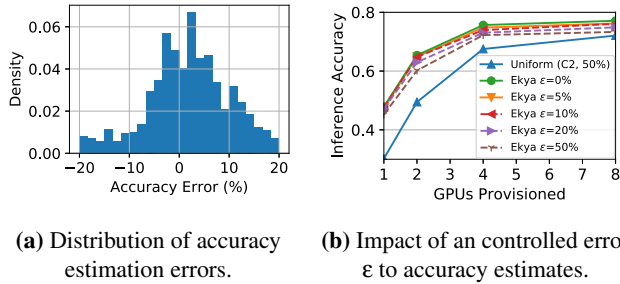 0.06
0.04
0.02
0.00
Density
-20 -10 0 10 20
Accuracy Error (%)
0.8
0.6
0.4
Inference Accuracy
Uniform (C2, 50%)
Ekya ε=0%
Ekya ε=5%
Ekya ε=10%
Ekya ε=20%
Ekya ε=50%
1 2 4 6 8
GPUs Provisioned
(a) Distribution of accuracy
estimation errors.
(b) Impact of an controlled erro
ε to accuracy estimates.